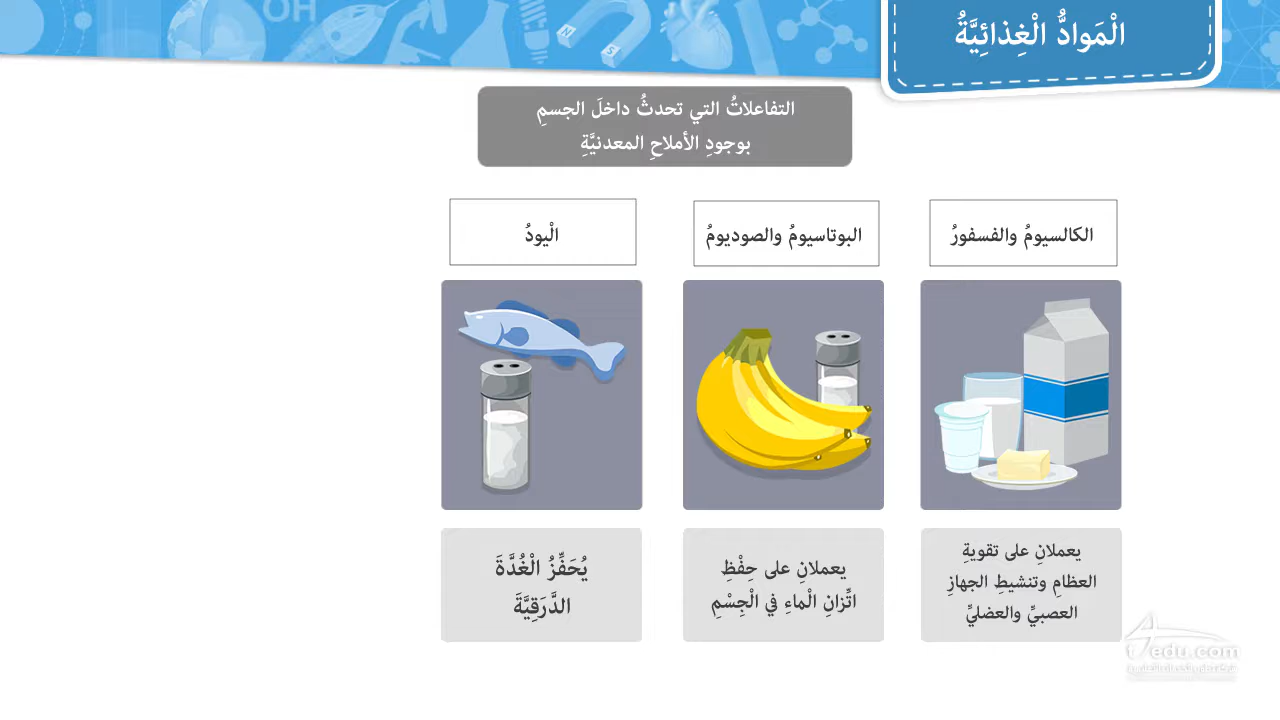 الْمَوادُّ الْغِذائِيَّةُ
التفاعلاتُ التي تحدثُ داخلَ الجسمِ
بوجودِ الأملاحِ المعدنيَّةِ
الكالسيومُ والفسفورُ
البوتاسيومُ والصوديومُ
الْيودُ
يعملانِ على تقويةِ
العظامِ وتنشيطِ الجهازِ
العصبيِّ والعضليِّ
يعملانِ على حِفْظِ
اتِّزانِ الْماءِ في الْجِسْمِ
يُحَفِّزُ الْغُدَّةَ
الدَّرَقِيَّةَ
OH
N
S
edu.com